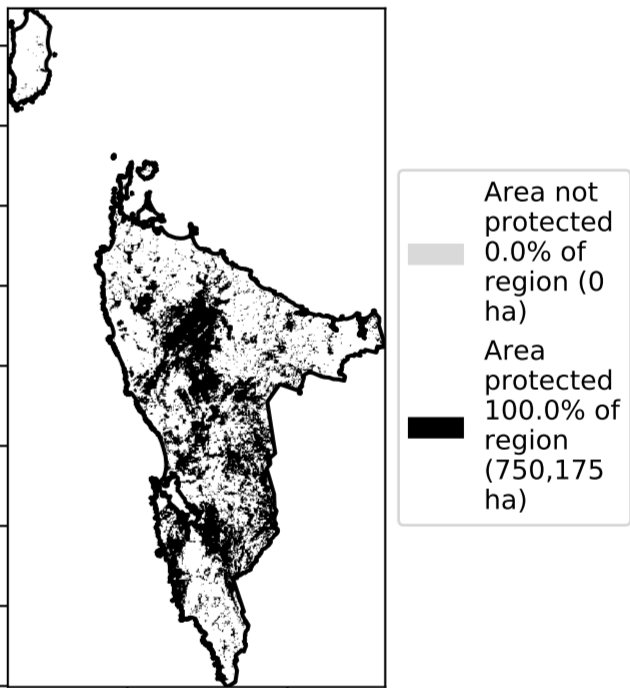 Area not
protected
0.0% of
region (0
ha)
Area
protected
100.0% of
region
(750,175
ha)